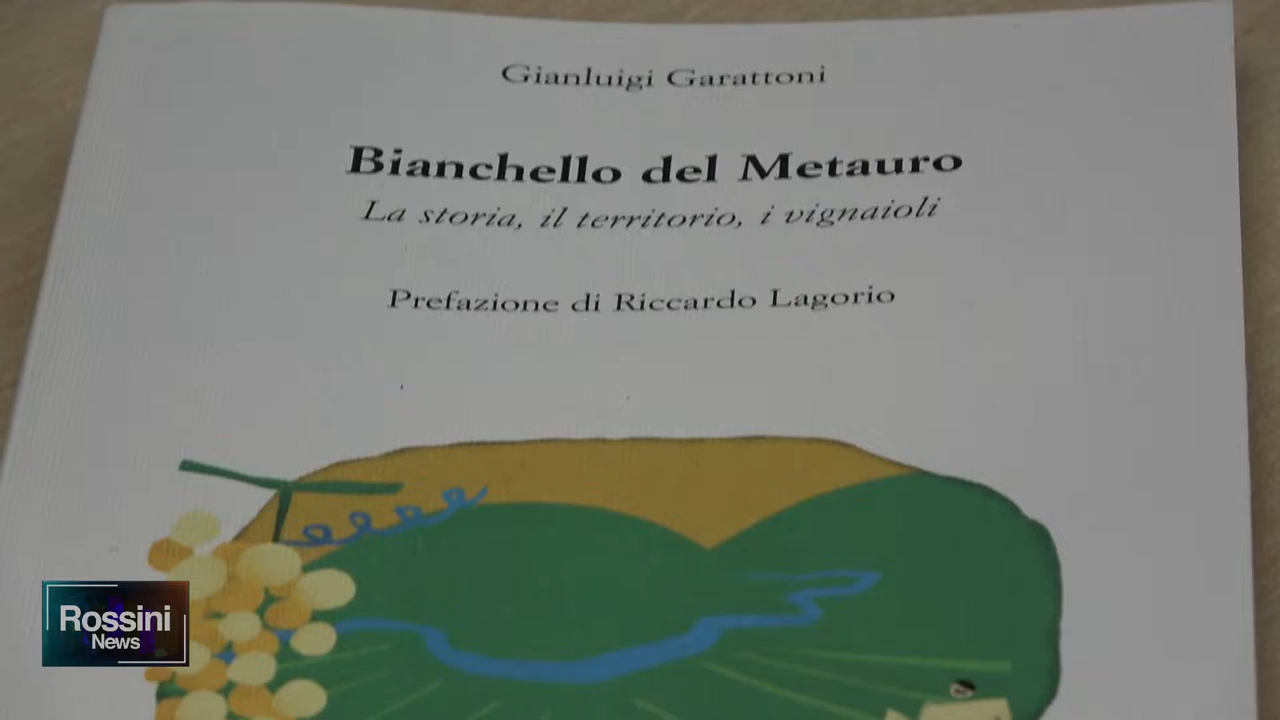 Gianluigi Garattoni
Bianchello del Metauro
La storia, il territorio, i vignaioli
Prefazione di Riccardo Lagorio
Rossini
News